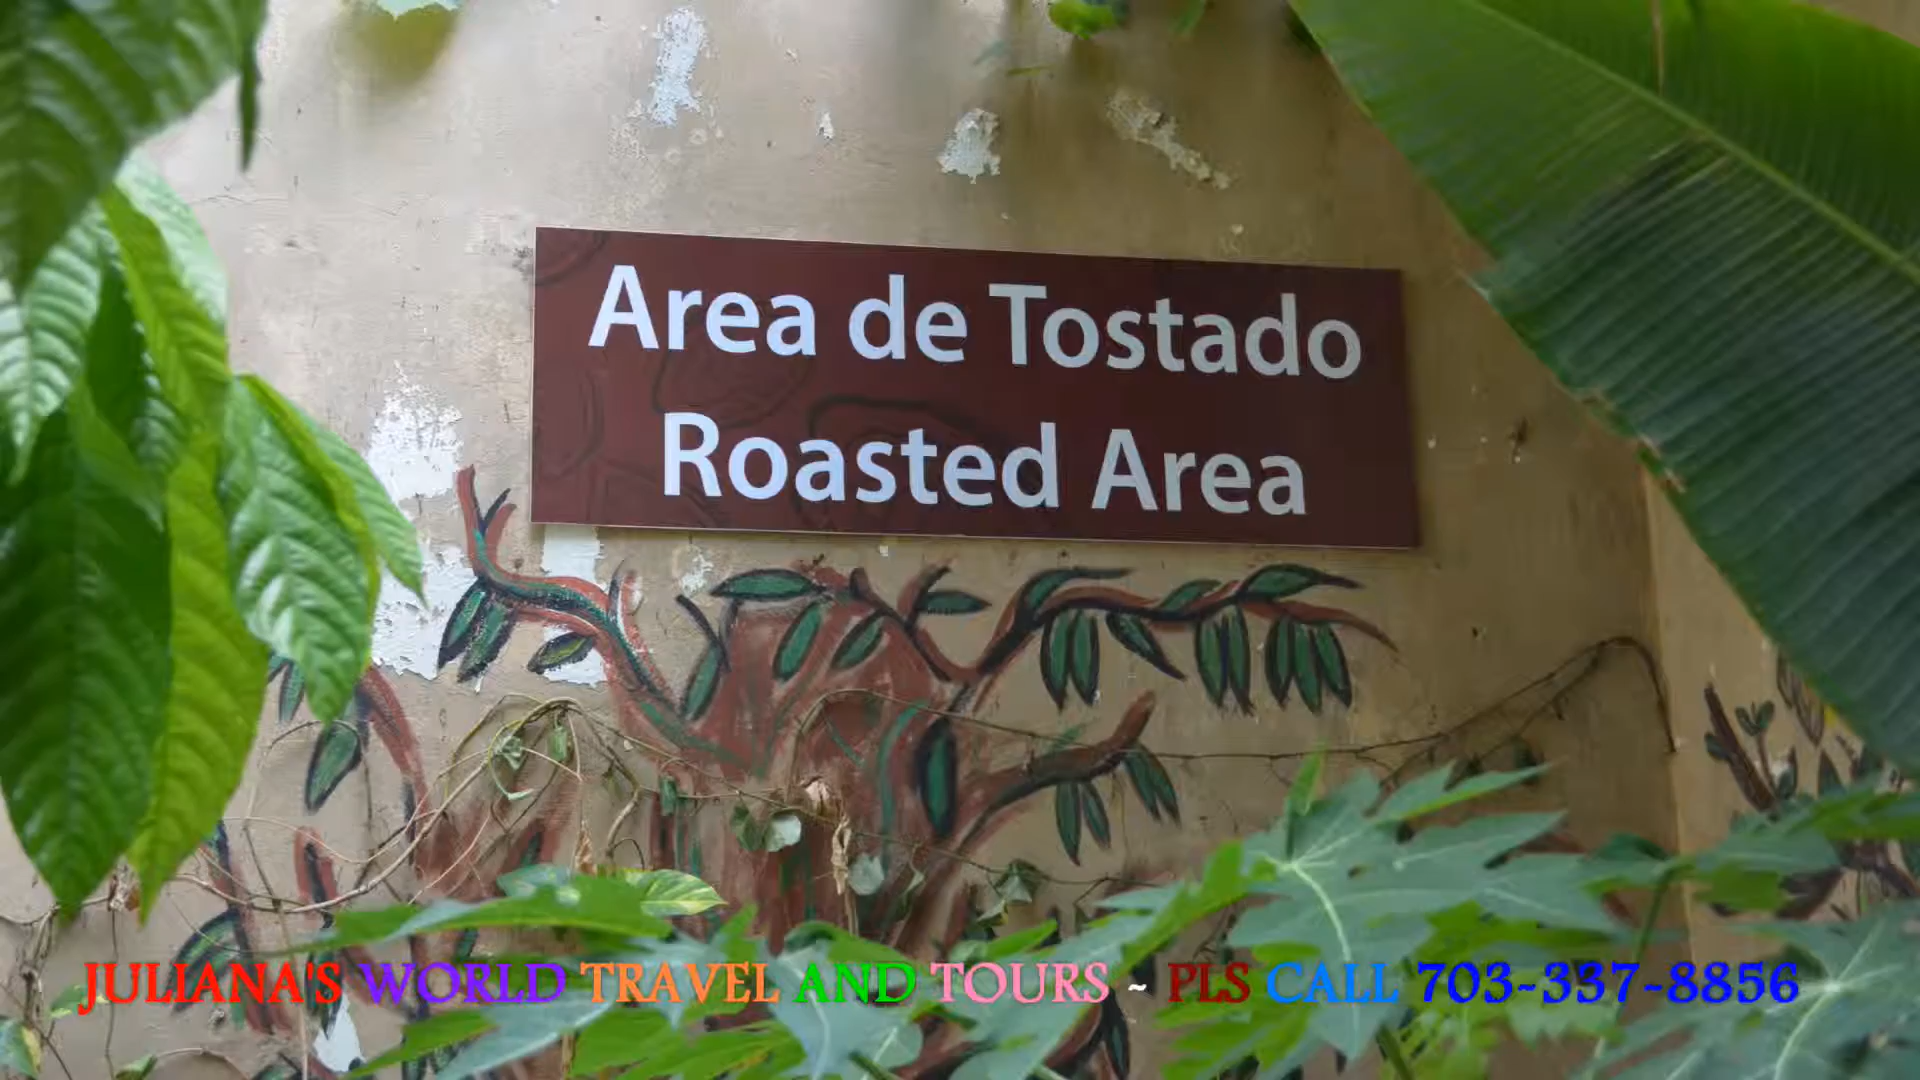 Area de Tostado
Roasted Area
JULIANA'S WORLD TRAVEL AND TOURS ~ PLS CALL 703-337-8856